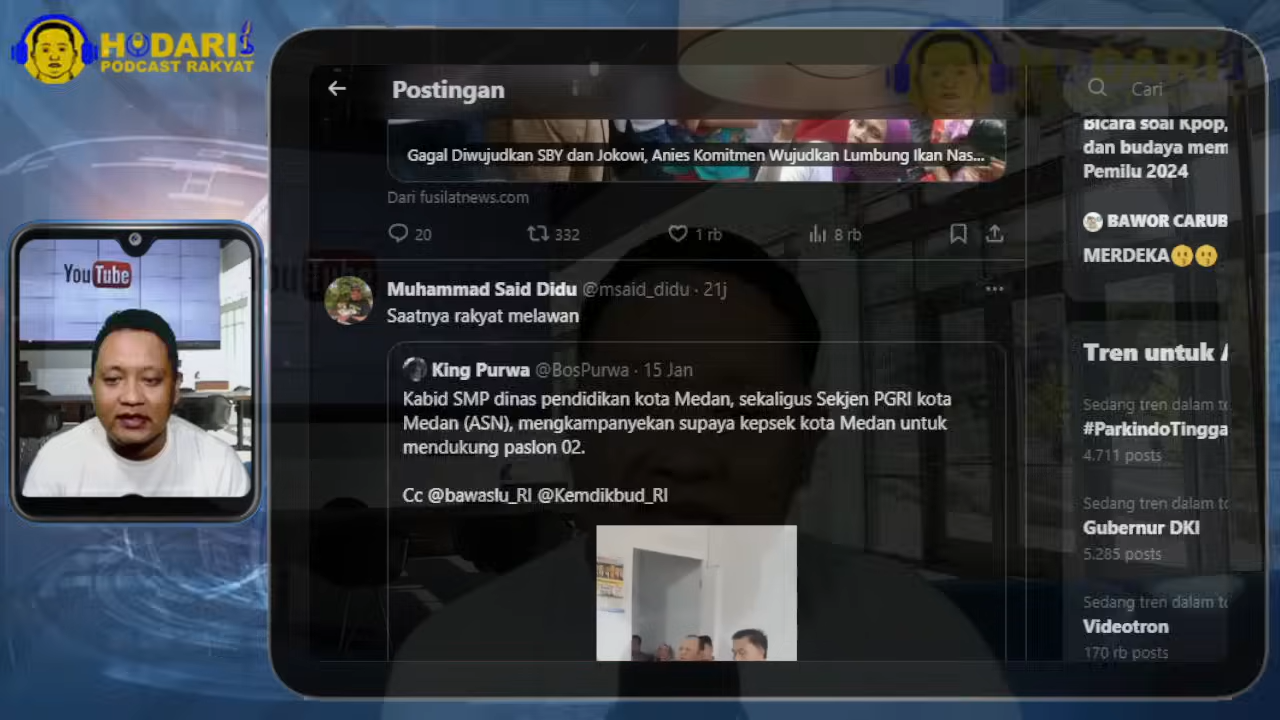 HODARI
PODCAST RAKYAT
YouTube
Postingan
Gagal Diwujudkan SBY dan Jokowi, Anies Komitmen Wujudkan Lumbung Ikan Nas...
Dari fusilatnews.com
20 332 1 rb 8 rb
Muhammad Said Didu @msaid_didu · 21j
Saatnya rakyat melawan
King Purwa @BosPurwa · 15 Jan
Kabid SMP dinas pendidikan kota Medan, sekaligus Sekjen PGRI kota
Medan (ASN), mengkampanyekan supaya kepsek kota Medan untuk
mendukung paslon 02.
Cc @bawaslu_RI @Kemdikbud_RI
HODARI
Cari
Bicara soal Kpop,
dan budaya mem
Pemilu 2024
BAWOR CARUB
MERDEKA😗😗
Tren untuk A
Sedang tren dalam to
#ParkindoTingga
4.711 posts
Sedang tren dalam to
Gubernur DKI
5.285 posts
Sedang tren dalam to
Videotron
170 rb posts